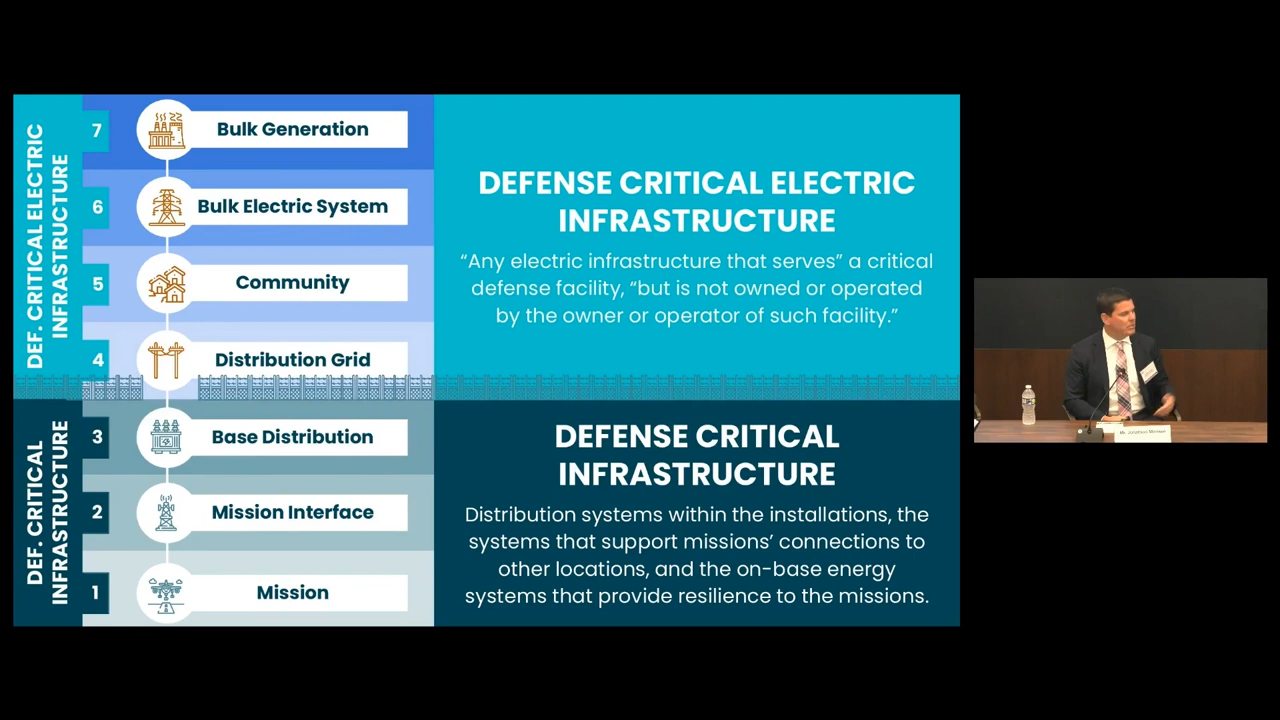 DEF. CRITICAL ELECTRIC
INFRASTRUCTURE
7
Bulk Generation
6
Bulk Electric System
5
Community
4
Distribution Grid
DEFENSE CRITICAL ELECTRIC
INFRASTRUCTURE
“Any electric infrastructure that serves” a critical
defense facility, “but is not owned or operated
by the owner or operator of such facility.”
DEF. CRITICAL
INFRASTRUCTURE
3
Base Distribution
2
Mission Interface
1
Mission
DEFENSE CRITICAL
INFRASTRUCTURE
Distribution systems within the installations, the
systems that support missions’ connections to
other locations, and the on-base energy
systems that provide resilience to the missions.
Mr. Jonathon